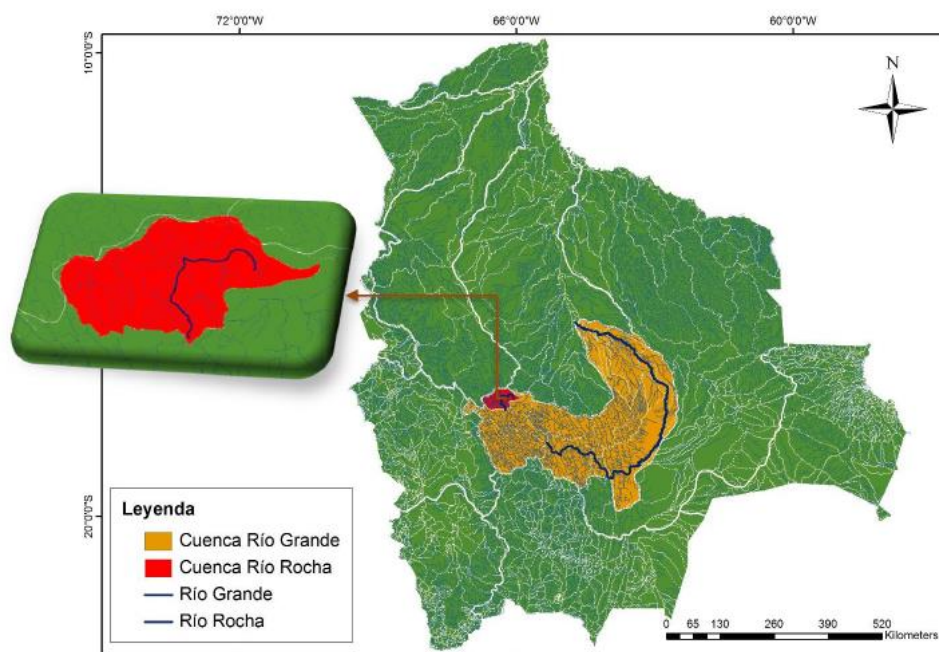 72°0'0"W 66°0'0"W 60°0'0"W
10°0'0"S
N
20°0'0"S
Leyenda
Cuenca Río Grande
Cuenca Río Rocha
Río Grande
Río Rocha
0 65 130 260 390 520
Kilometers